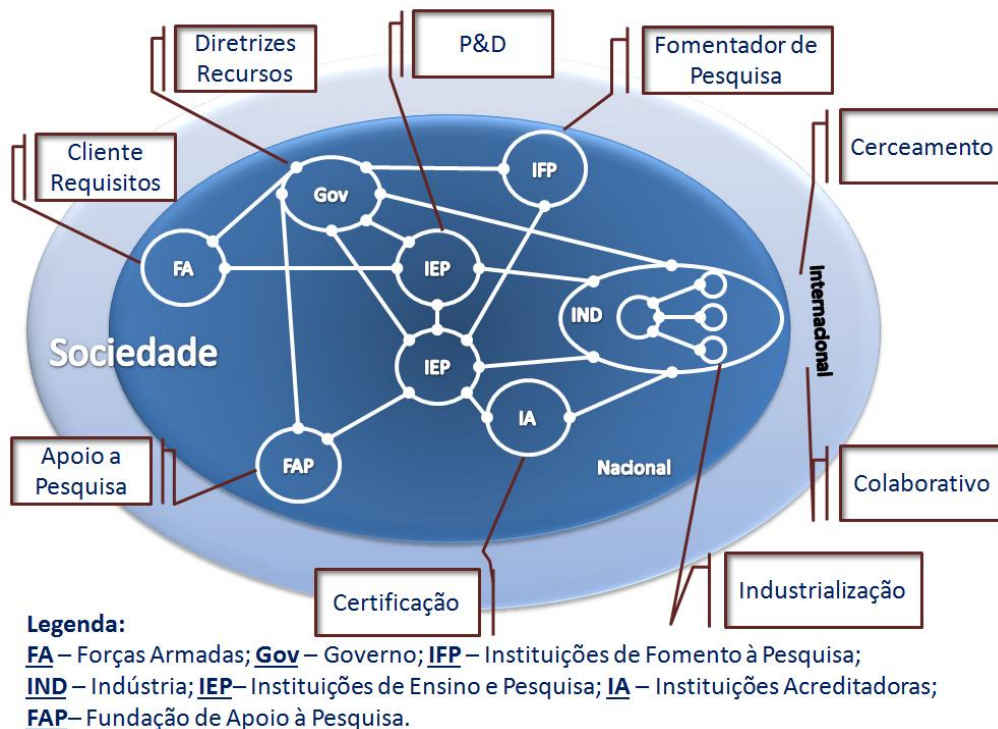 Diretrizes
Recursos
P&D
Fomentador de
Pesquisa
Cliente
Requisitos
Cerceamento
Gov
IFP
FA
IEP
IND
Internacional
Sociedade
IEP
IA
FAP
Nacional
Apoio a
Pesquisa
Colaborativo
Certificação
Industrialização
Legenda:
FA – Forças Armadas; Gov – Governo; IFP – Instituições de Fomento à Pesquisa;
IND – Indústria; IEP– Instituições de Ensino e Pesquisa; IA – Instituições Acreditadoras;
FAP– Fundação de Apoio à Pesquisa.